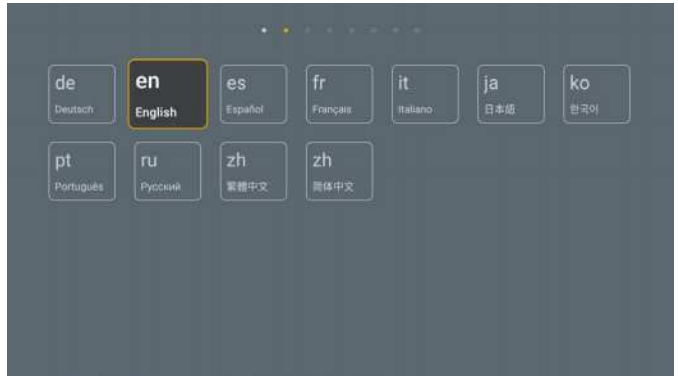 de
Deutsch
en
English
es
Español
fr
Français
it
Italiano
ja
日本語
ko
한국어
pt
Português
ru
Русский
zh
繁體中文
zh
简体中文